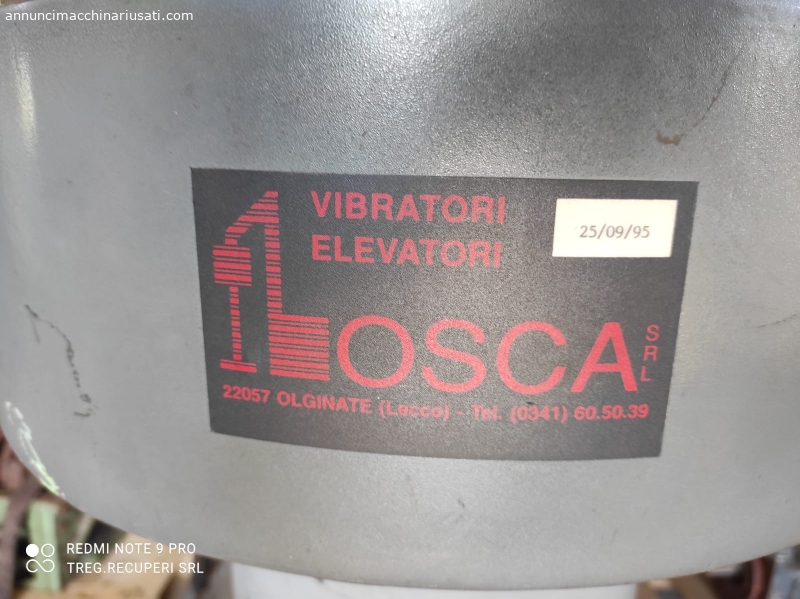 annuncimacchinariusati.com
VIBRATORI
ELEVATORI
25/09/95
LOSCA SRL
22057 OLGINATE (Lecco) - Tel. (0341) 60.50.39
REDMI NOTE 9 PRO
TREG.RECUPERI SRL